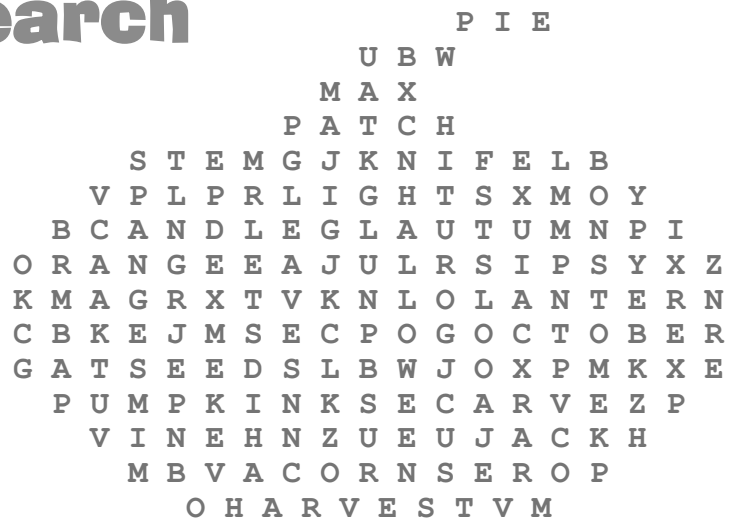 earch
P I E
U B W
M A X
P A T C H
S T E M G J K N I F E L B
V P L P R L I G H T S X M O Y
B C A N D L E G L A U T U M N P I
O R A N G E E A J U L R S I P S Y X Z
K M A G R X T V K N L O L A N T E R N
C B K E J M S E C P O G O C T O B E R
G A T S E E D S L B W J O X P M K X E
P U M P K I N K S E C A R V E Z P
V I N E H N Z U E U J A C K H
M B V A C O R N S E R O P
O H A R V E S T V M